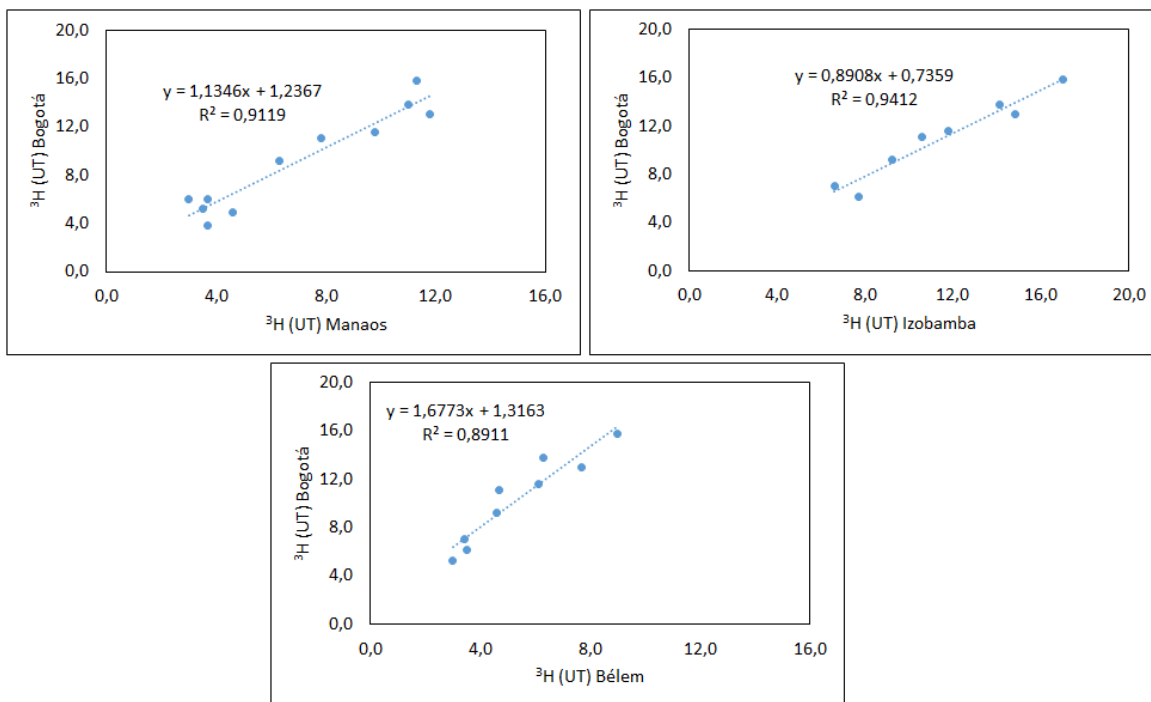 20,0
16,0
12,0
8,0
4,0
0,0
³H (UT) Bogotá
y = 1,1346x + 1,2367
R² = 0,9119
0,0 4,0 8,0 12,0 16,0
³H (UT) Manaos
20,0
16,0
12,0
8,0
4,0
0,0
³H (UT) Bogotá
y = 0,8908x + 0,7359
R² = 0,9412
0,0 4,0 8,0 12,0 16,0 20,0
³H (UT) Izobamba
20,0
16,0
12,0
8,0
4,0
0,0
³H (UT) Bogotá
y = 1,6773x + 1,3163
R² = 0,8911
0,0 4,0 8,0 12,0 16,0
³H (UT) Bélem